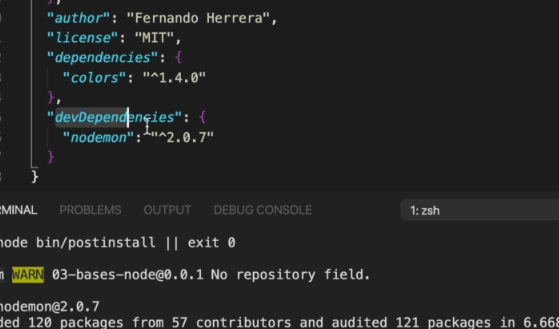 },
"author": "Fernando Herrera",
"license": "MIT",
"dependencies": {
"colors": "^1.4.0"
},
"devDependencies": {
"nodemon": "^2.0.7"
}
}
RMINAL PROBLEMS OUTPUT DEBUG CONSOLE 1: zsh
node bin/postinstall || exit 0
m WARN 03-bases-node@0.0.1 No repository field.
nodemon@2.0.7
ded 120 packages from 57 contributors and audited 121 packages in 6.668